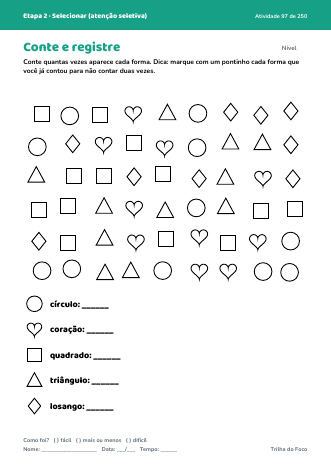 Etapa 2 · Selecionar (atenção seletiva)
Atividade 97 de 250
Conte e registre
Nível
Conte quantas vezes aparece cada forma. Dica: marque com um pontinho cada forma que
você já contou para não contar duas vezes.
círculo: ______
coração: ______
quadrado: ______
triângulo: ______
losango: ______
Como foi? ( ) fácil ( ) mais ou menos ( ) difícil
Nome: ____________________ Data: ___/___ Tempo: ______
Trilha do Foco